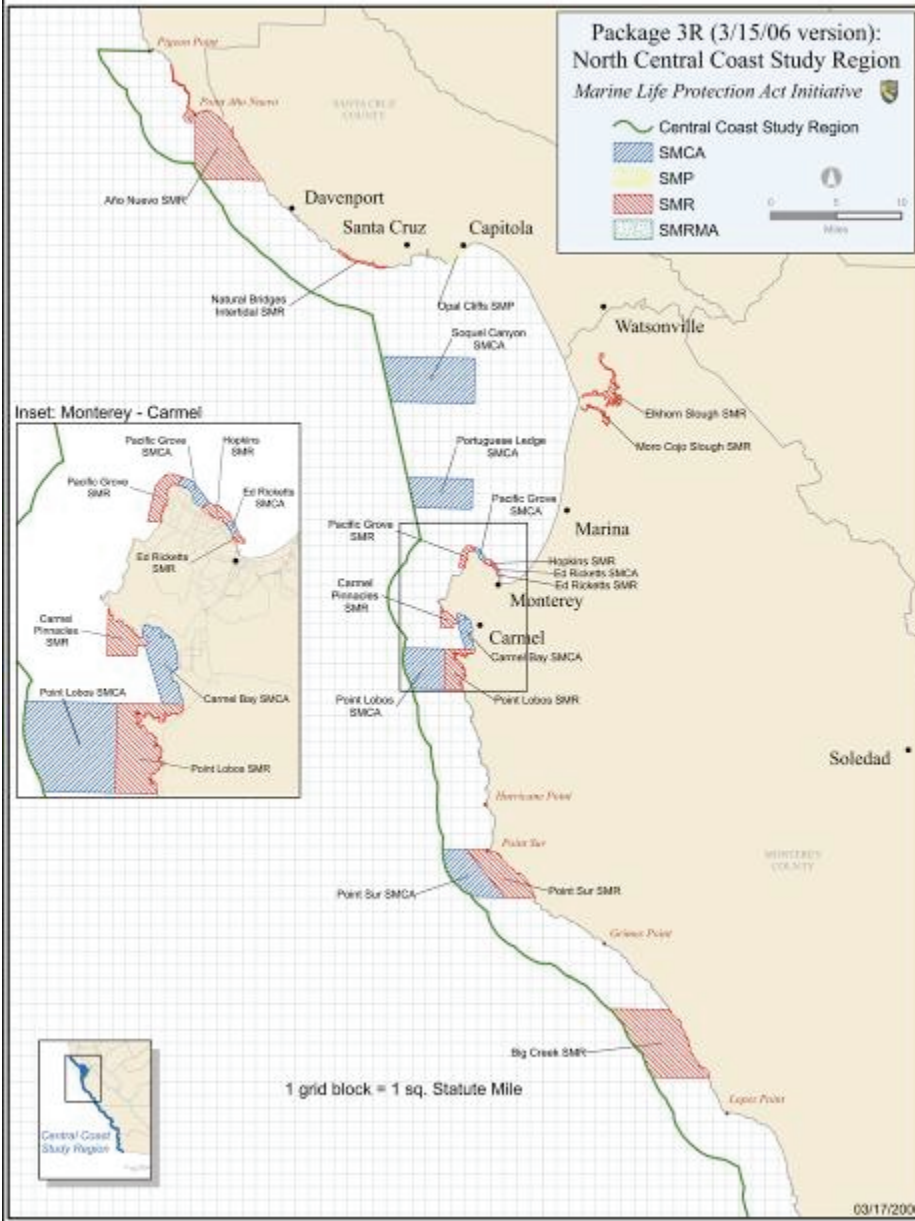 Package 3R (3/15/06 version):
North Central Coast Study Region
Marine Life Protection Act Initiative
Central Coast Study Region
SMCA
SMP
SMR
SMRMA
0 5 10
Miles
Pigeon Point
Point Año Nuevo
SANTA CRUZ
COUNTY
Año Nuevo SMR
Davenport
Santa Cruz
Capitola
Natural Bridges
Intertidal SMR
Opal Cliffs SMP
Soquel Canyon
SMCA
Watsonville
Elkhorn Slough SMR
Moro Cojo Slough SMR
Portuguese Ledge
SMCA
Pacific Grove
SMCA
Marina
Pacific Grove
SMR
Hopkins SMR
Ed Ricketts SMCA
Ed Ricketts SMR
Monterey
Carmel
Pinnacles
SMR
Carmel
Carmel Bay SMCA
Point Lobos
SMCA
Point Lobos SMR
Inset: Monterey - Carmel
Pacific Grove
SMCA
Hopkins
SMR
Pacific Grove
SMR
Ed Ricketts
SMCA
Ed Ricketts
SMR
Carmel
Pinnacles
SMR
Point Lobos SMCA
Carmel Bay SMCA
Point Lobos SMR
Soledad
Hurricane Point
Point Sur
MONTEREY
COUNTY
Point Sur SMCA
Point Sur SMR
Grimes Point
Big Creek SMR
1 grid block = 1 sq. Statute Mile
Lopez Point
Central Coast
Study Region